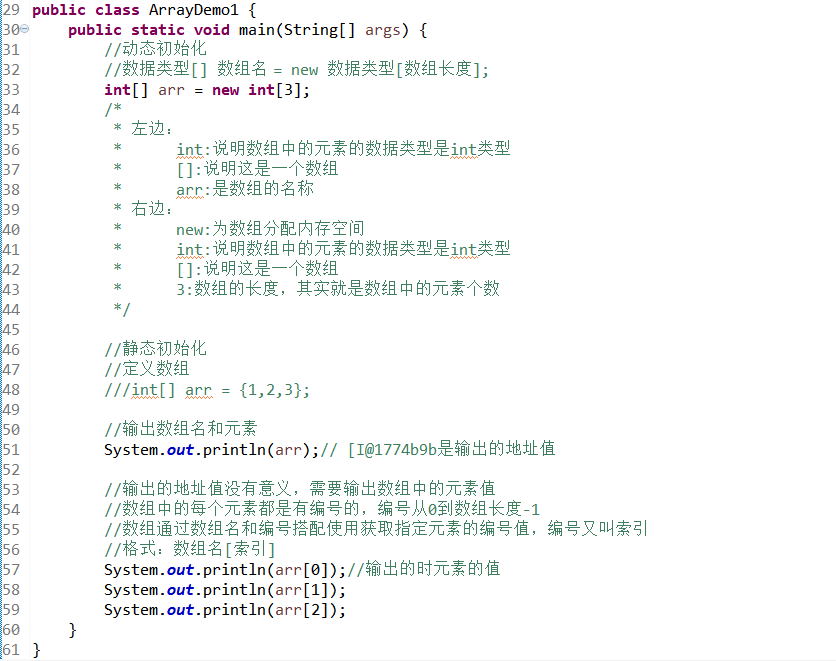 29 public class ArrayDemo1 {
30 public static void main(String[] args) {
31 //动态初始化
32 //数据类型[] 数组名 = new 数据类型[数组长度];
33 int[] arr = new int[3];
34 /*
35 * 左边：
36 * int:说明数组中的元素的数据类型是int类型
37 * []:说明这是一个数组
38 * arr:是数组的名称
39 * 右边：
40 * new:为数组分配内存空间
41 * int:说明数组中的元素的数据类型是int类型
42 * []:说明这是一个数组
43 * 3:数组的长度，其实就是数组中的元素个数
44 */
45
46 //静态初始化
47 //定义数组
48 ///int[] arr = {1,2,3};
49
50 //输出数组名和元素
51 System.out.println(arr);// [I@1774b9b是输出的地址值
52
53 //输出的地址值没有意义，需要输出数组中的元素值
54 //数组中的每个元素都是有编号的，编号从0到数组长度-1
55 //数组通过数组名和编号搭配使用获取指定元素的编号值，编号又叫索引
56 //格式：数组名[索引]
57 System.out.println(arr[0]);//输出的时元素的值
58 System.out.println(arr[1]);
59 System.out.println(arr[2]);
60 }
61 }